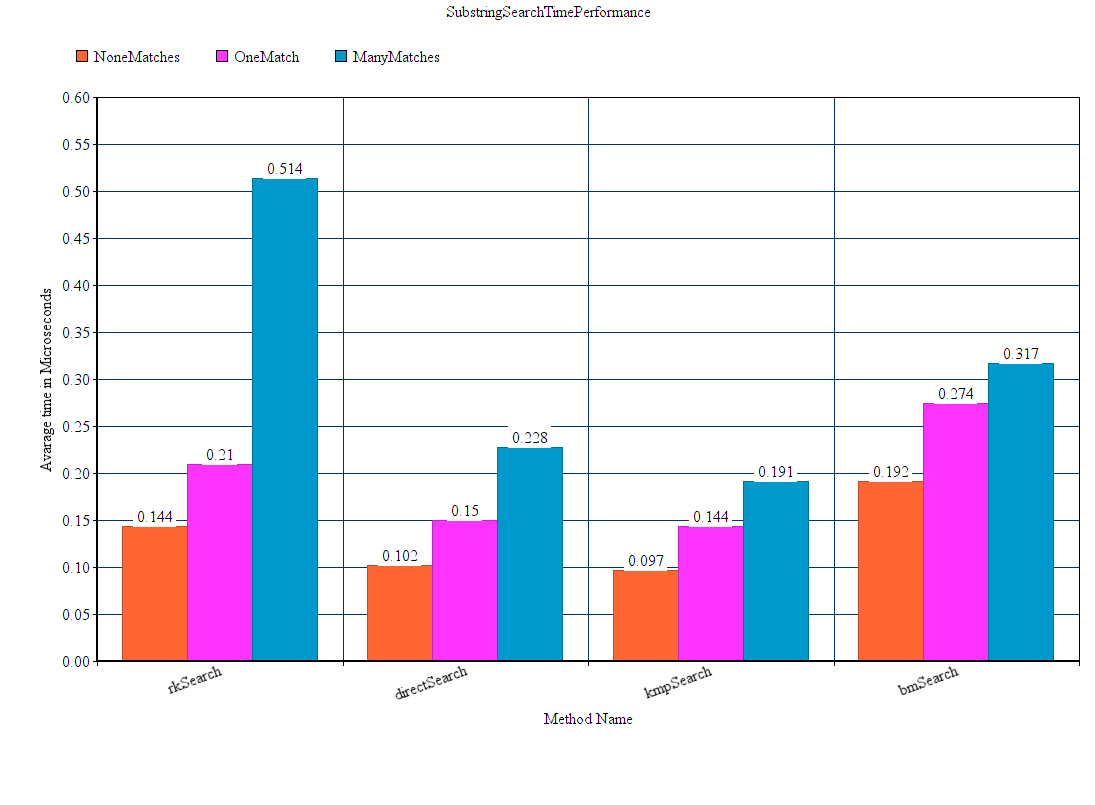 SubstringSearchTimePerformance
NoneMatches OneMatch ManyMatches
Avarage time in Microseconds
0.60
0.55
0.50
0.45
0.40
0.35
0.30
0.25
0.20
0.15
0.10
0.05
0.00
0.144 0.21 0.514
0.102 0.15 0.228
0.097 0.144 0.191
0.192 0.274 0.317
rkSearch directSearch kmpSearch bmSearch
Method Name